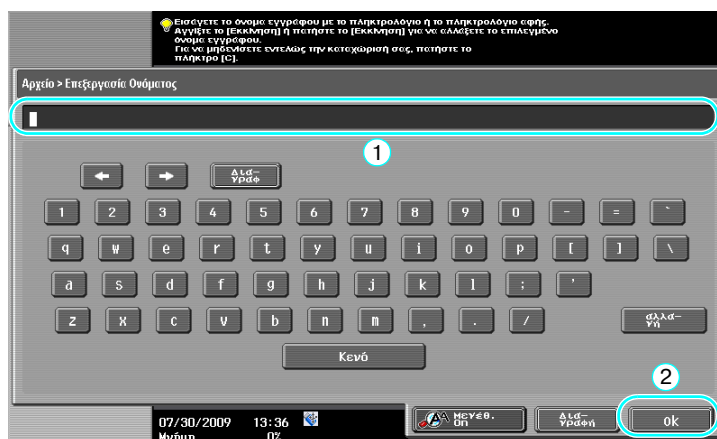 Εισάγετε το όνομα εγγράφου με το πληκτρολόγιο ή το πληκτρολόγιο αφής.
Αγγίξτε το [Εκκίνηση] ή πατήστε το [Εκκίνηση] για να αλλάξετε το επιλεγμένο
όνομα εγγράφου.
Για να μηδενίσετε εντελώς την καταχώρισή σας, πατήστε το
πλήκτρο [C].
Αρχείο > Επεξεργασία Ονόματος
1
Δια-
γραφ
1 2 3 4 5 6 7 8 9 0 - = `
q w e r t y u i o p [ ] \
a s d f g h j k l ; '
z x c v b n m , . /
αλλα-
γή
Κενό
2
07/30/2009 13:36
Μνήμη 0%
Μεγέθ.
on
Δια-
γραφή
ok